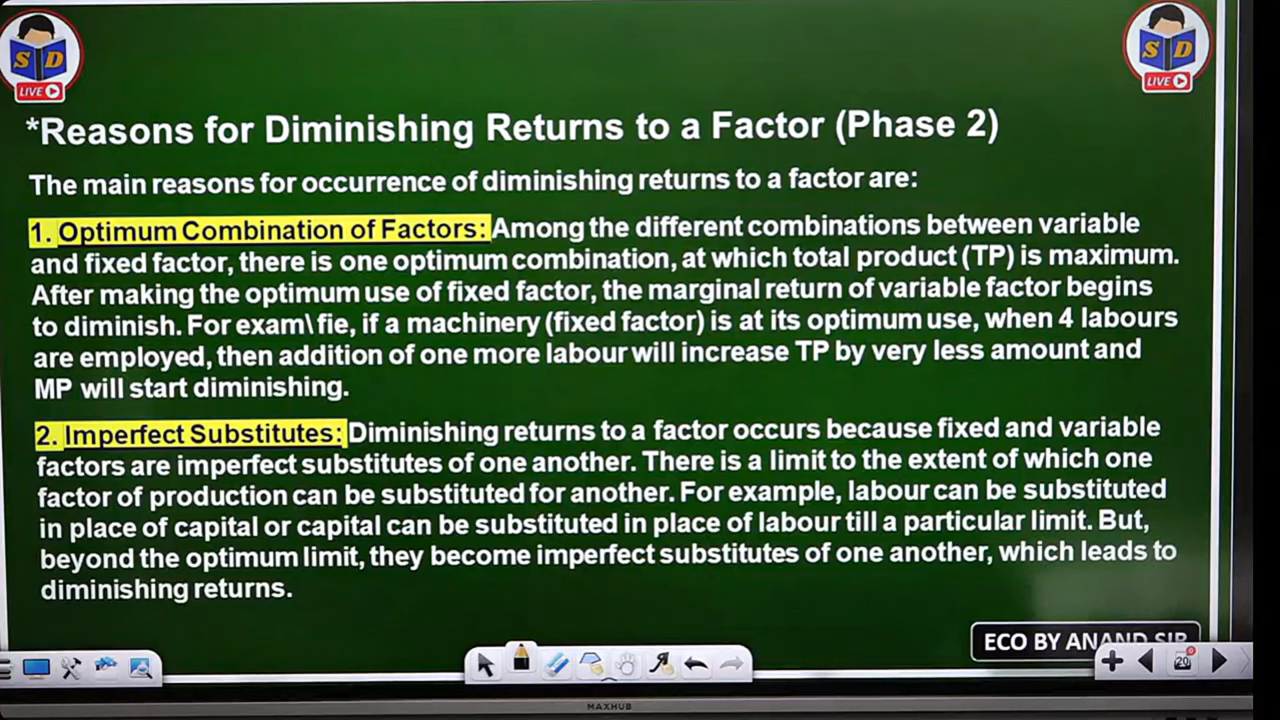 S D
LIVE
S D
LIVE
*Reasons for Diminishing Returns to a Factor (Phase 2)
The main reasons for occurrence of diminishing returns to a factor are:
1. Optimum Combination of Factors: Among the different combinations between variable
and fixed factor, there is one optimum combination, at which total product (TP) is maximum.
After making the optimum use of fixed factor, the marginal return of variable factor begins
to diminish. For exam\fie, if a machinery (fixed factor) is at its optimum use, when 4 labours
are employed, then addition of one more labour will increase TP by very less amount and
MP will start diminishing.
2. Imperfect Substitutes: Diminishing returns to a factor occurs because fixed and variable
factors are imperfect substitutes of one another. There is a limit to the extent of which one
factor of production can be substituted for another. For example, labour can be substituted
in place of capital or capital can be substituted in place of labour till a particular limit. But,
beyond the optimum limit, they become imperfect substitutes of one another, which leads to
diminishing returns.
ECO BY ANAND SIR
20
MAXHUB